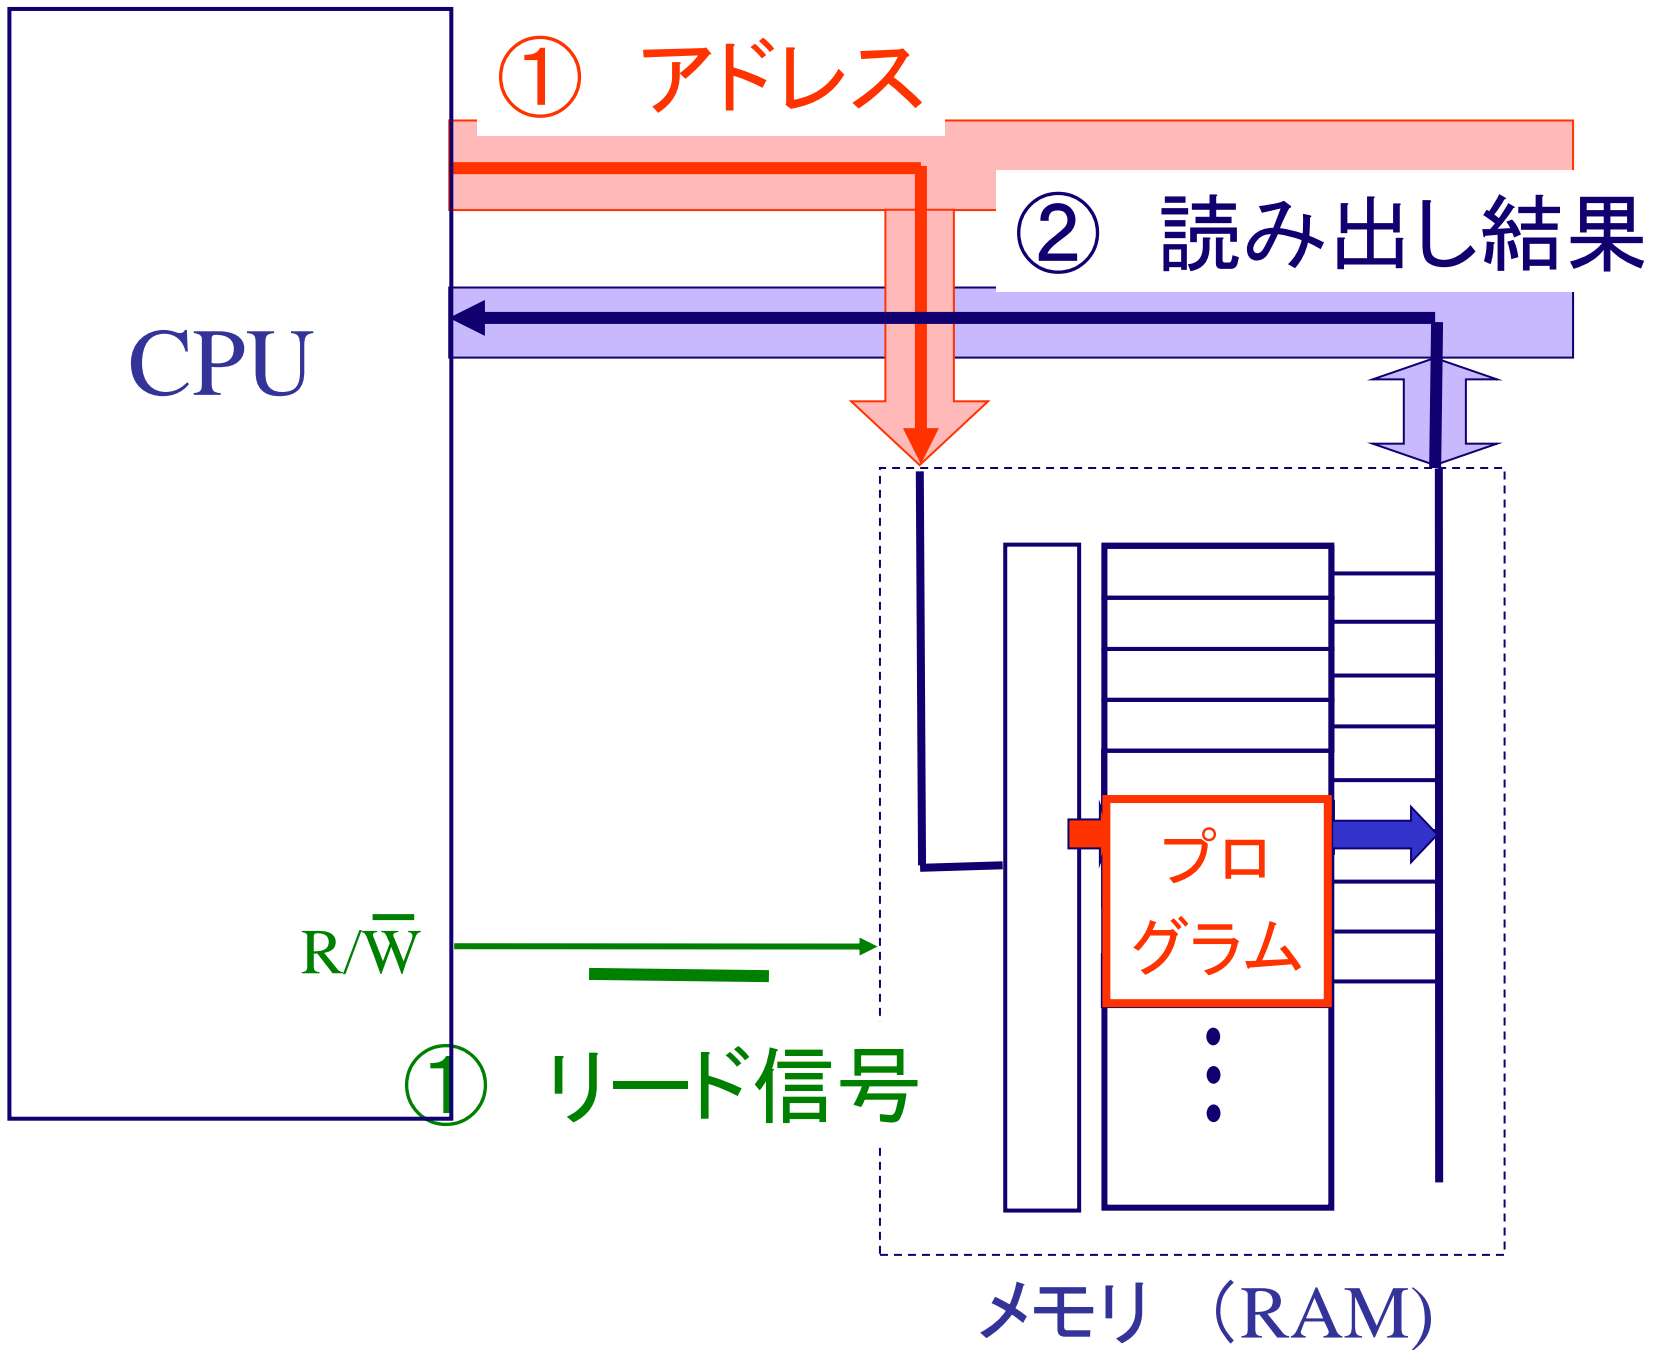 ① アドレス
② 読み出し結果
CPU
プロ
グラム
R/W̅
① リード信号
メモリ (RAM)